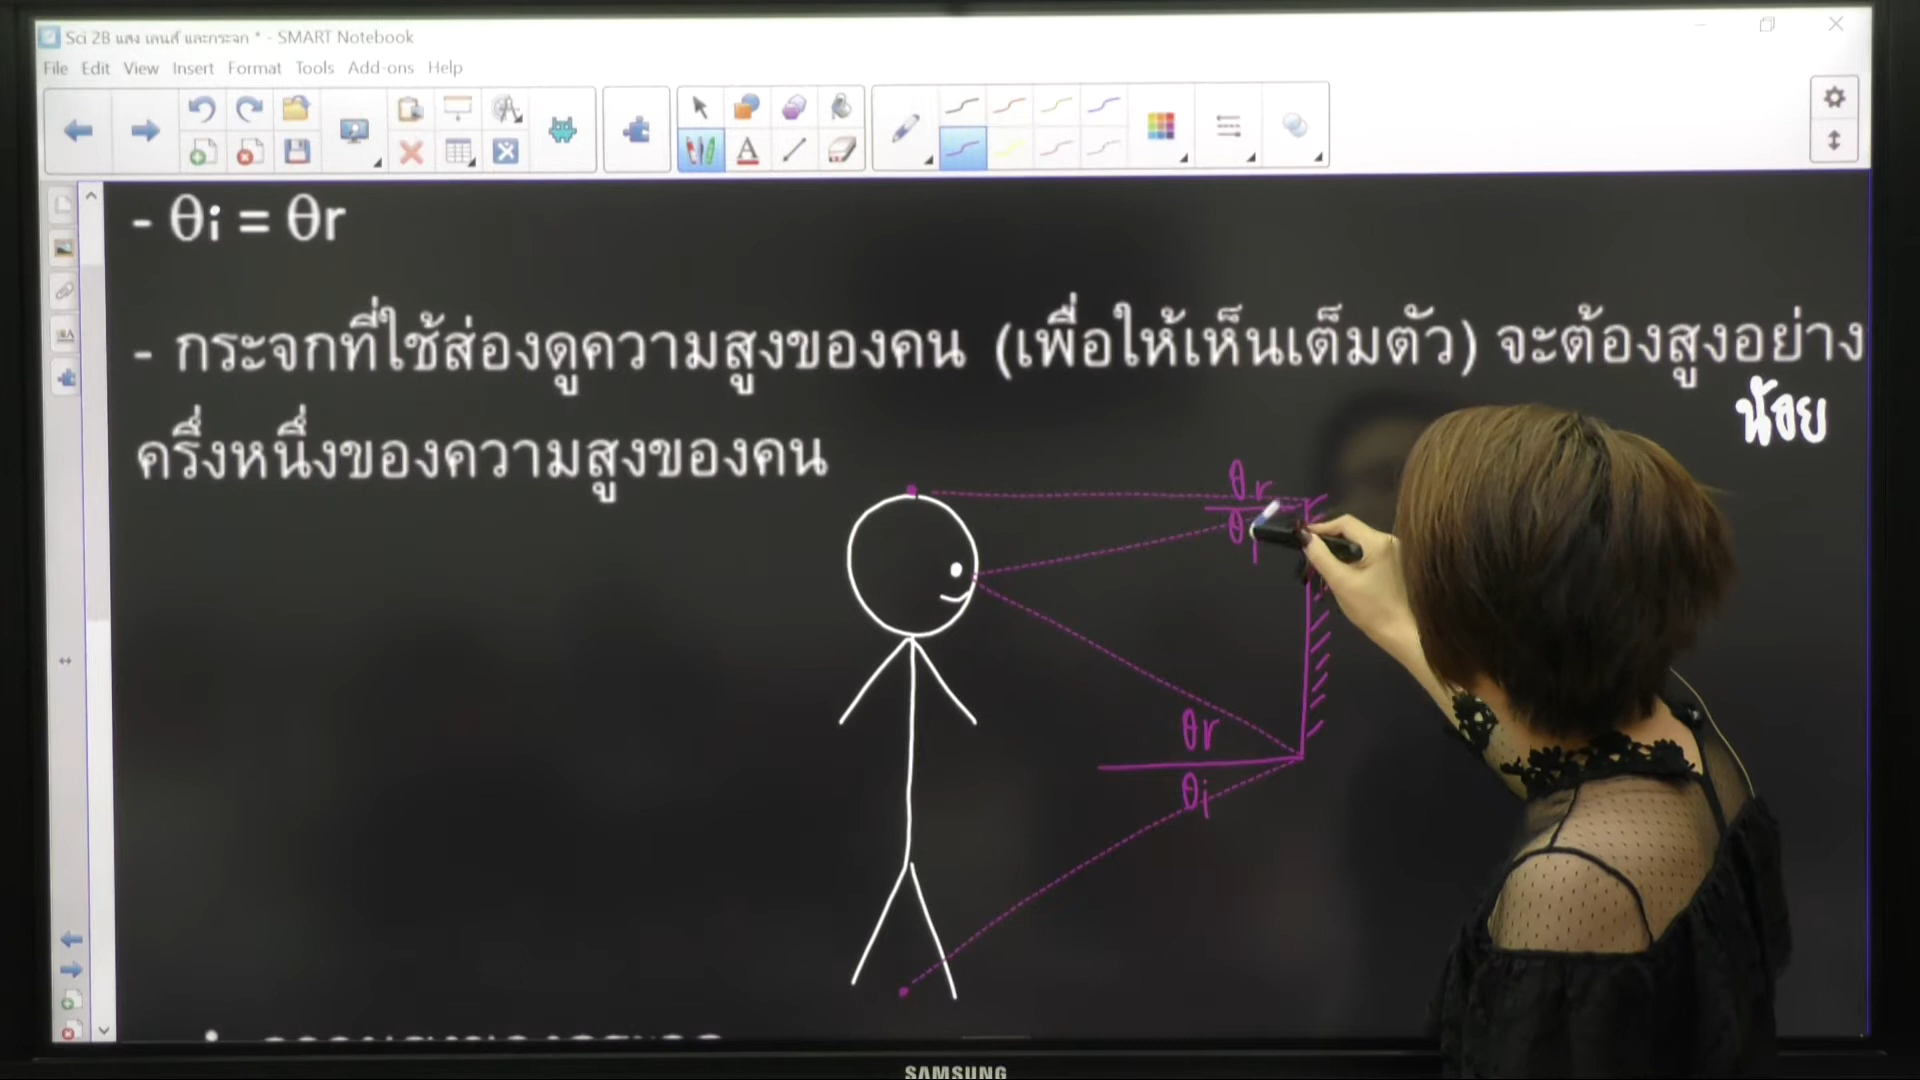 Sci 2B แสง เลนส์ และกระจก * - SMART Notebook
File Edit View Insert Format Tools Add-ons Help
- θi = θr
- กระจกที่ใช้ส่องดูความสูงของคน (เพื่อให้เห็นเต็มตัว) จะต้องสูงอย่าง
น้อย
ครึ่งหนึ่งของความสูงของคน
θr
θi
θr
θi
SAMSUNG